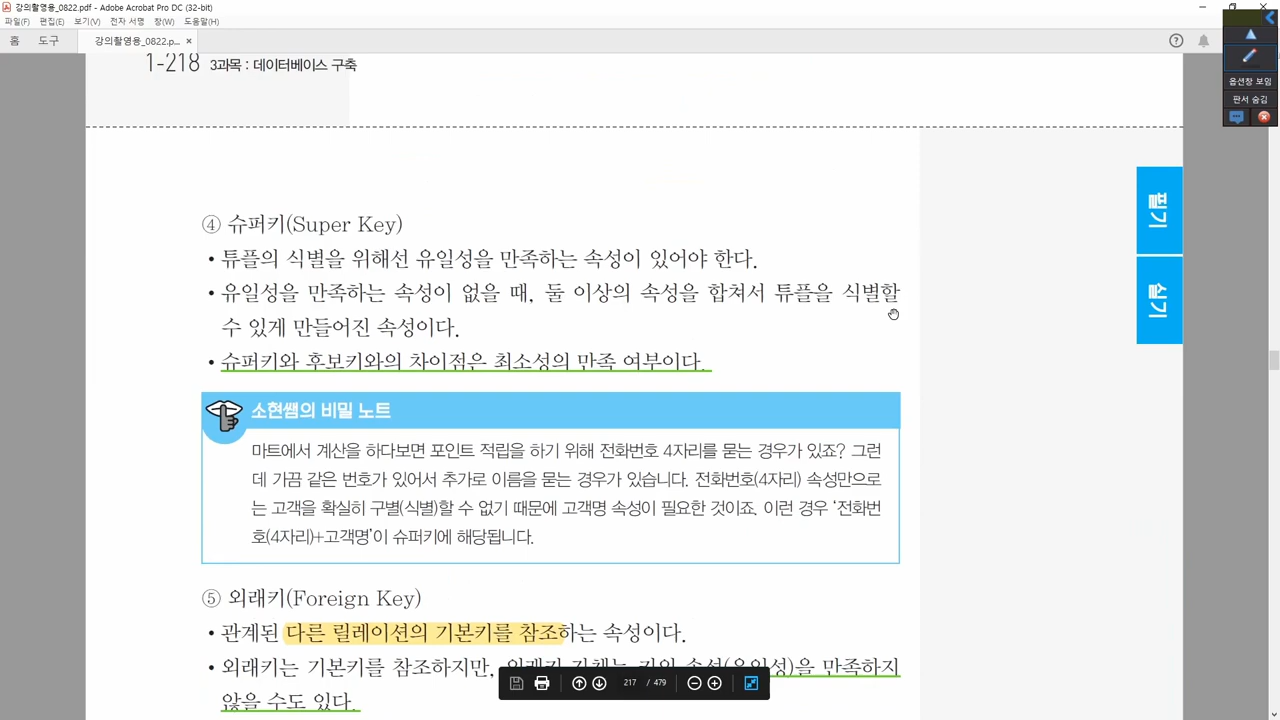 강의촬영용_0822.pdf - Adobe Acrobat Pro DC (32-bit)
파일(F) 편집(E) 보기(V) 전자 서명 창(W) 도움말(H)
홈 도구 강의촬영용_0822.p... ×
옵션창 보임
판서 숨김
1-218 3과목 : 데이터베이스 구축
필기
실기
④ 슈퍼키(Super Key)
• 튜플의 식별을 위해선 유일성을 만족하는 속성이 있어야 한다.
• 유일성을 만족하는 속성이 없을 때, 둘 이상의 속성을 합쳐서 튜플을 식별할
수 있게 만들어진 속성이다.
• 슈퍼키와 후보키와의 차이점은 최소성의 만족 여부이다.
소현쌤의 비밀 노트
마트에서 계산을 하다보면 포인트 적립을 하기 위해 전화번호 4자리를 묻는 경우가 있죠? 그런
데 가끔 같은 번호가 있어서 추가로 이름을 묻는 경우가 있습니다. 전화번호(4자리) 속성만으로
는 고객을 확실히 구별(식별)할 수 없기 때문에 고객명 속성이 필요한 것이죠. 이런 경우 ‘전화번
호(4자리)+고객명’이 슈퍼키에 해당됩니다.
⑤ 외래키(Foreign Key)
• 관계된 다른 릴레이션의 기본키를 참조하는 속성이다.
• 외래키는 기본키를 참조하지만, 만족하지
않을 수도 있다.
217 / 479